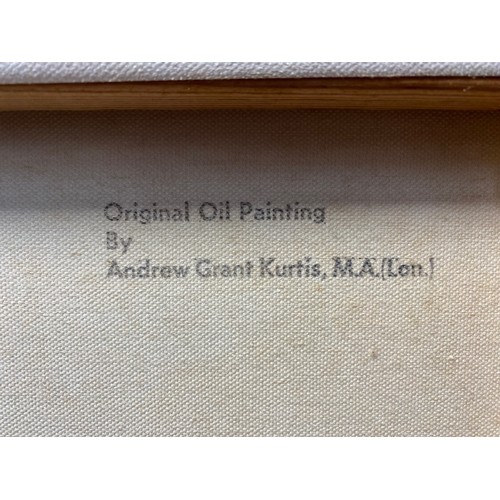 Original Oil Painting
By
Andrew Grant Kurtis, M.A.(Lon.)